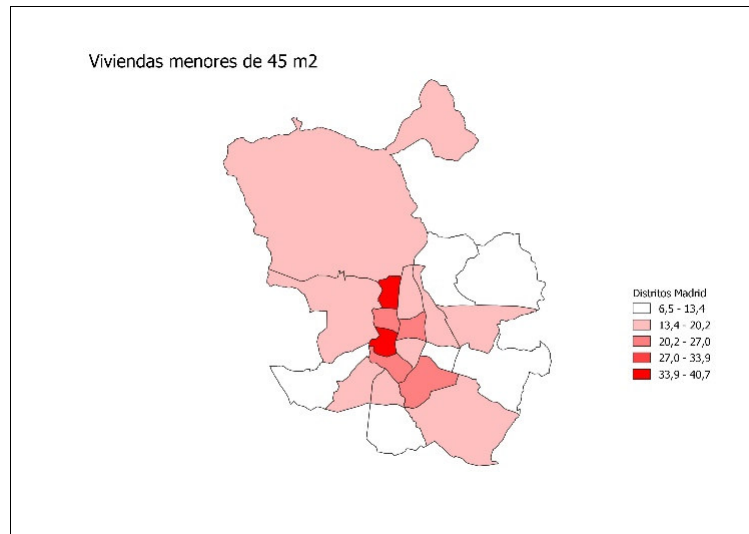 Viviendas menores de 45 m2
Distritos Madrid
6,5 - 13,4
13,4 - 20,2
20,2 - 27,0
27,0 - 33,9
33,9 - 40,7